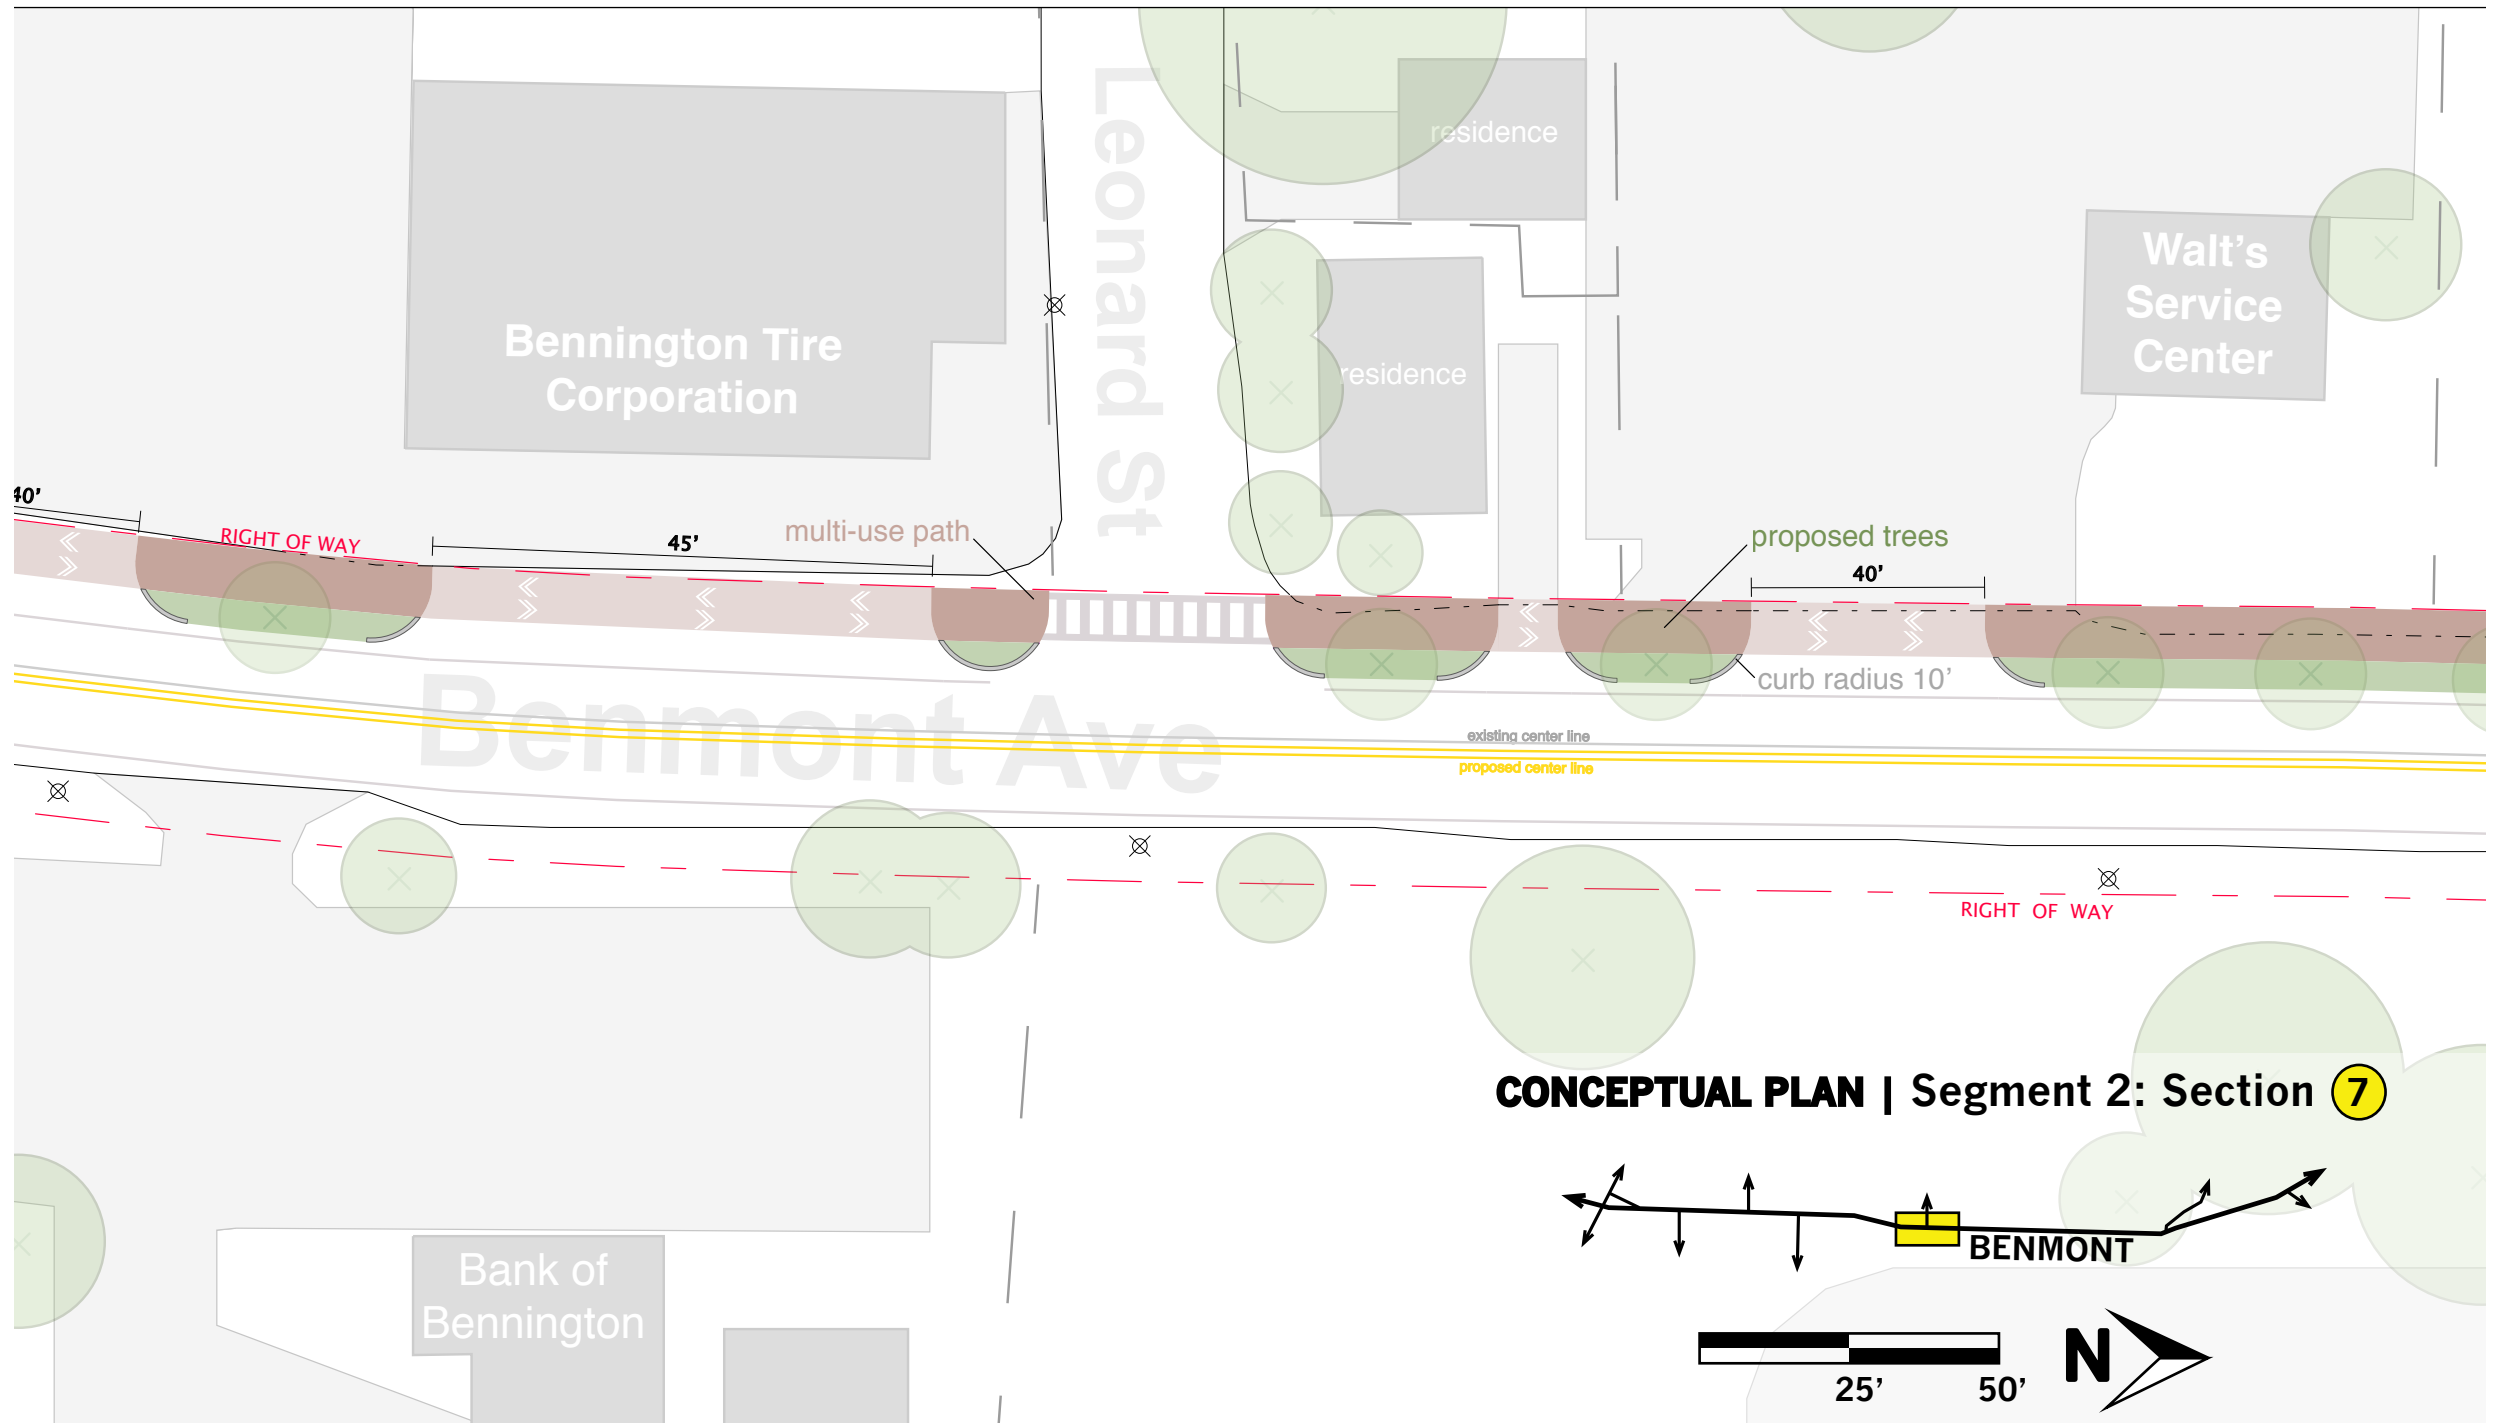 Leonard St
residence
Walt's
Service
Center
Bennington Tire
Corporation
residence
40'
RIGHT OF WAY
45'
multi-use path
proposed trees
40'
curb radius 10'
Benmont Ave
existing center line
proposed center line
RIGHT OF WAY
CONCEPTUAL PLAN | Segment 2: Section 7
BENMONT
Bank of
Bennington
25' 50'
N